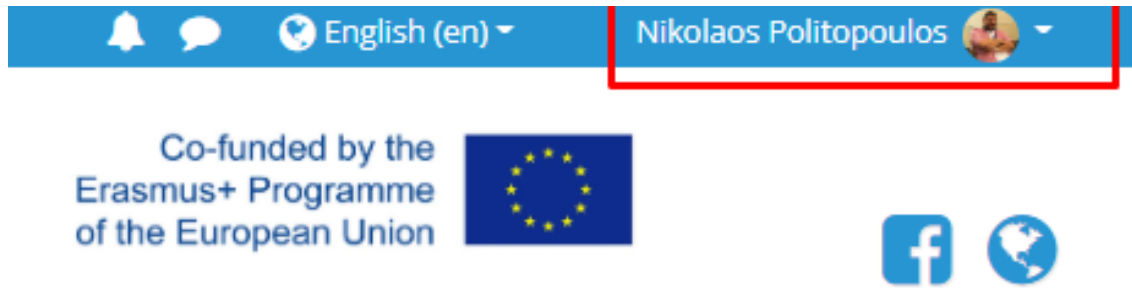 English (en)
Nikolaos Politopoulos
Co-funded by the
Erasmus+ Programme
of the European Union